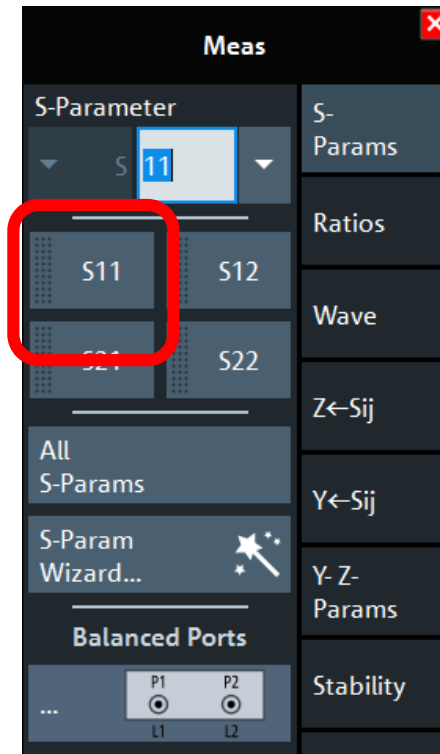 Meas
S-Parameter
S 11
S11
S12
S21
S22
All
S-Params
S-Param
Wizard...
Balanced Ports
...
P1
P2
L1
L2
S-
Params
Ratios
Wave
Z←Sij
Y←Sij
Y- Z-
Params
Stability